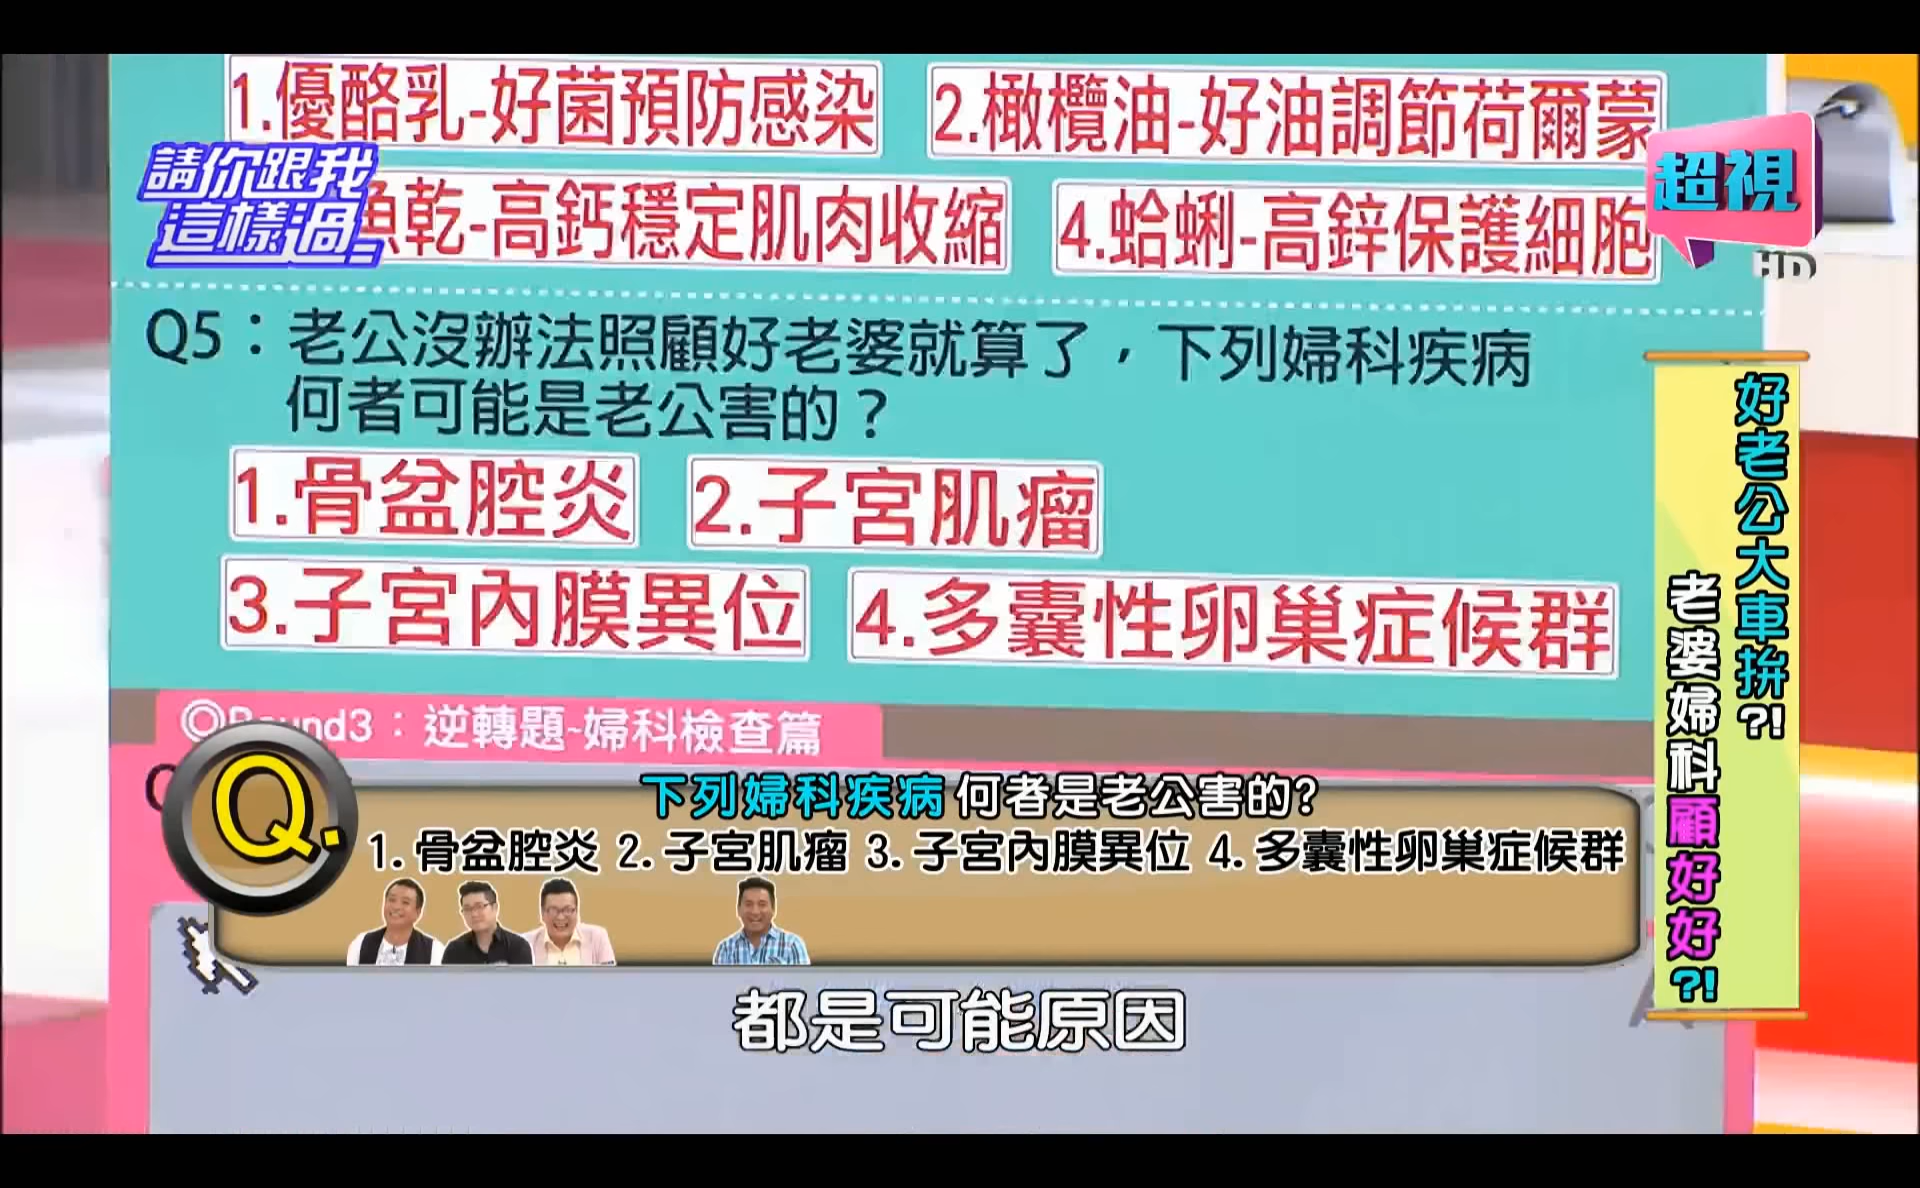 1.優酪乳-好菌預防感染
2.橄欖油-好油調節荷爾蒙
請你跟我
這樣過
魚乾-高鈣穩定肌肉收縮
4.蛤蜊-高鋅保護細胞
超視
HD
Q5：老公沒辦法照顧好老婆就算了，下列婦科疾病
何者可能是老公害的？
1.骨盆腔炎
2.子宮肌瘤
3.子宮內膜異位
4.多囊性卵巢症候群
好老公大車拚?!
老婆婦科顧好好?!
◎Round3：逆轉題~婦科檢查篇
Q.
下列婦科疾病何者是老公害的?
1.骨盆腔炎 2.子宮肌瘤 3.子宮內膜異位 4.多囊性卵巢症候群
都是可能原因